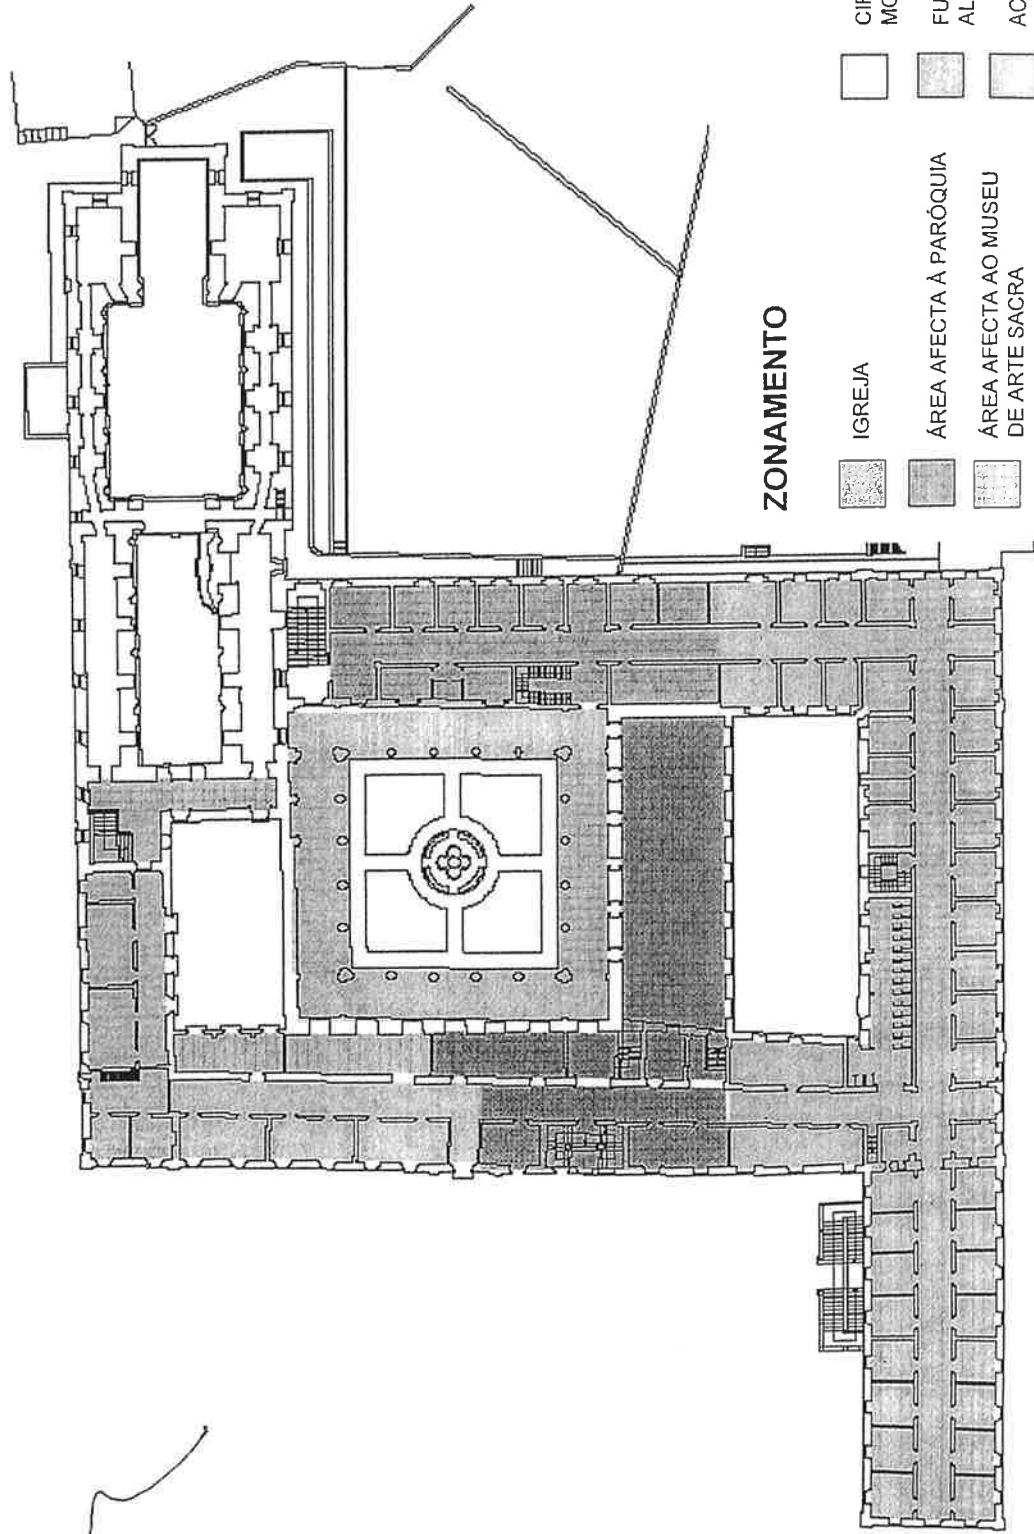 ZONAMENTO
IGREJA
ÁREA AFECTA À PARÓQUIA
ÁREA AFECTA AO MUSEU
DE ARTE SACRA